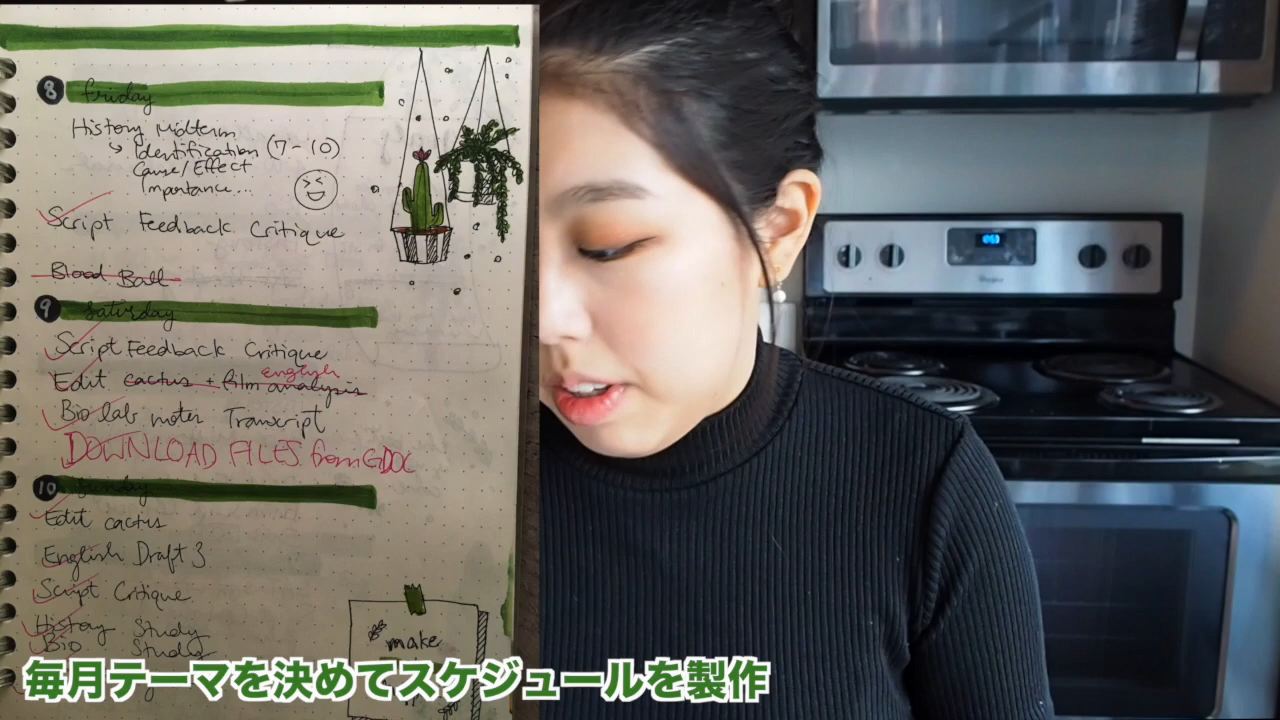 8 Friday
History Midterm
↳ Identification (7-10)
Cause/Effect
Importance...
Script Feedback Critique
Blood Ball
9 Saturday
Script Feedback Critique
english
Edit cactus + film analysis
Bio lab notes Transcript
DOWNLOAD FILES from GDOC
10 Sunday
Edit cactus
English Draft 3
Script Critique
History Study
Bio Study
make
毎月テーマを決めてスケジュールを製作
Whirlpool